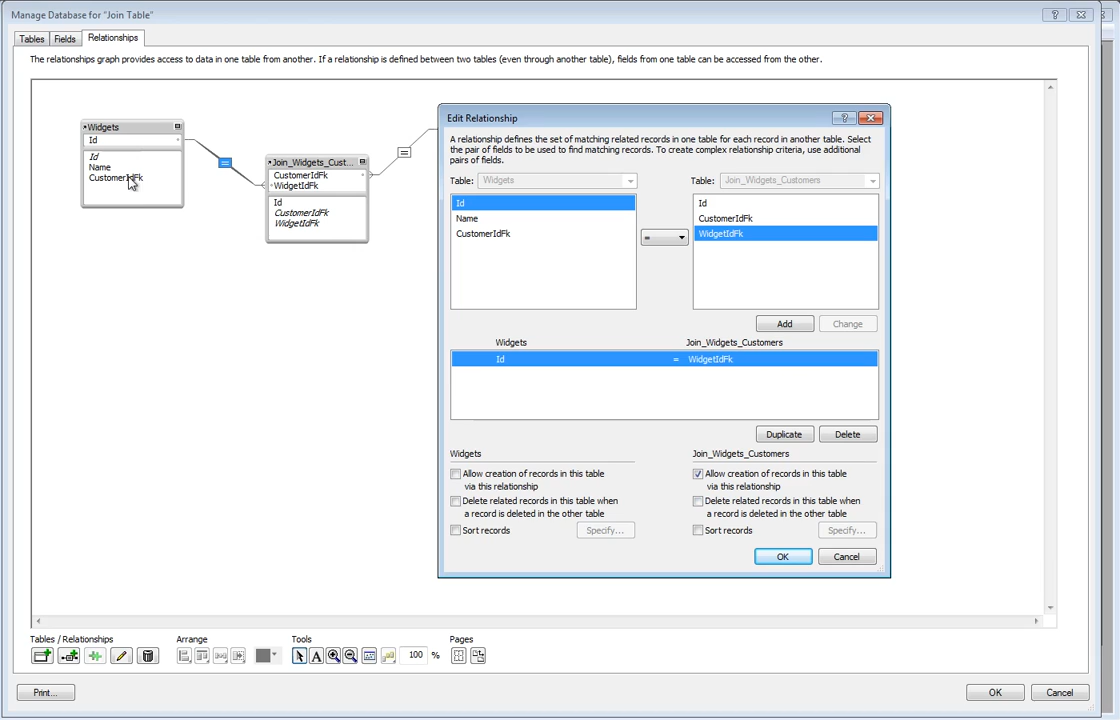 Manage Database for "Join Table"
Tables Fields Relationships
The relationships graph provides access to data in one table from another. If a relationship is defined between two tables (even through another table), fields from one table can be accessed from the other.
Widgets
Id
Id
Name
CustomerIdFk
Join_Widgets_Cust...
CustomerIdFk
WidgetIdFk
Id
CustomerIdFk
WidgetIdFk
=
=
Edit Relationship
A relationship defines the set of matching related records in one table for each record in another table. Select
the pair of fields to be used to find matching records. To create complex relationship criteria, use additional
pairs of fields.
Table: Widgets Table: Join_Widgets_Customers
Id Id
Name CustomerIdFk
CustomerIdFk = WidgetIdFk
Add Change
Widgets Join_Widgets_Customers
Id = WidgetIdFk
Duplicate Delete
Widgets Join_Widgets_Customers
Allow creation of records in this table Allow creation of records in this table
via this relationship via this relationship
Delete related records in this table when Delete related records in this table when
a record is deleted in the other table a record is deleted in the other table
Sort records Specify... Sort records Specify...
OK Cancel
Tables / Relationships Arrange Tools Pages
A 100 %
Print... OK Cancel